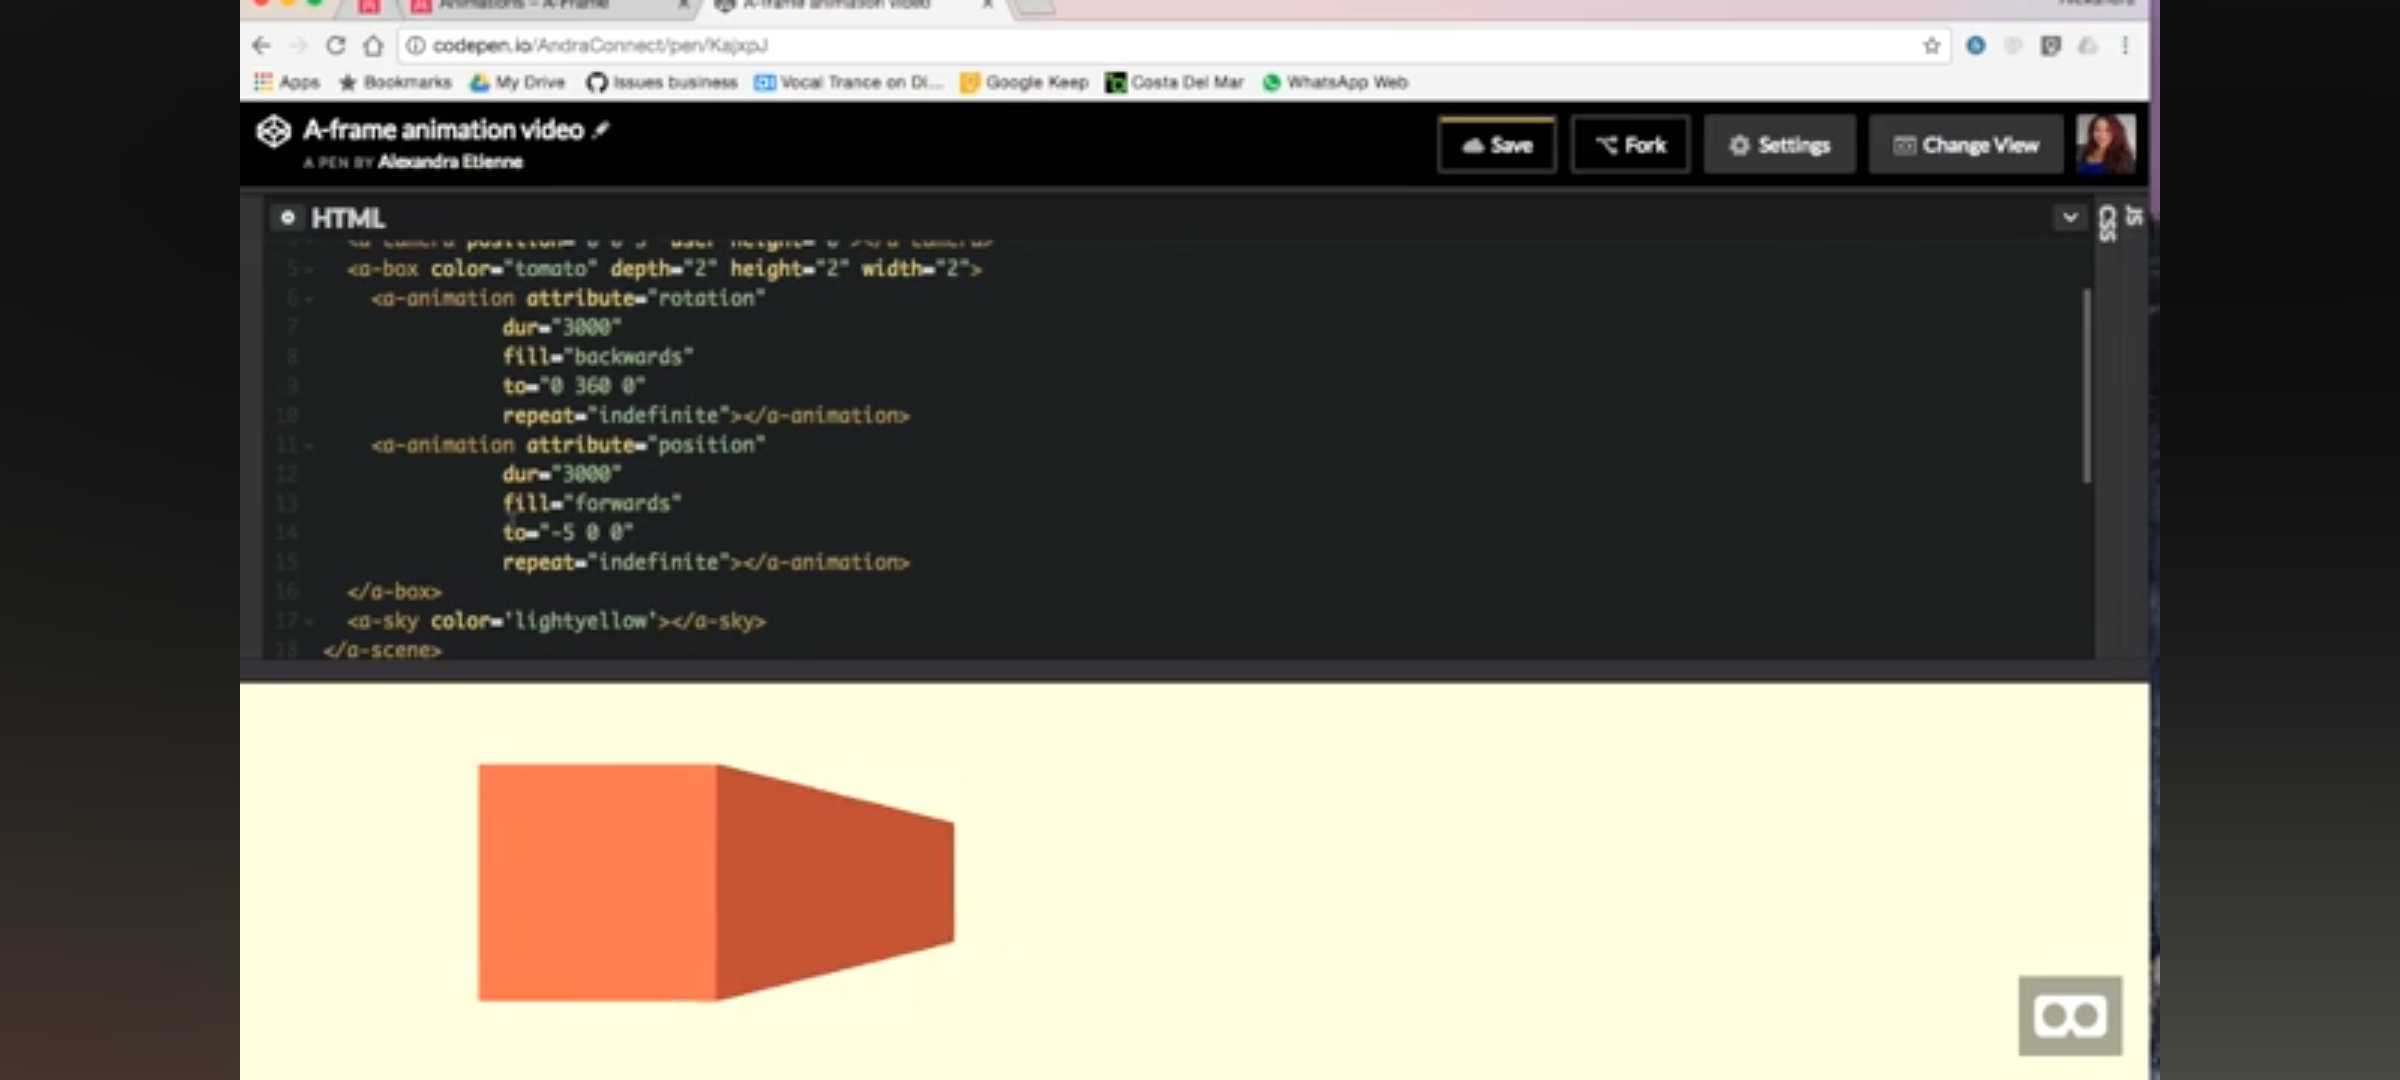 Animations – A-Frame
A-frame animation video
codepen.io/AndraConnect/pen/KajxpJ
Apps Bookmarks My Drive Issues business Vocal Trance on Di... Google Keep Costa Del Mar WhatsApp Web
A-frame animation video
A PEN BY Alexandra Etienne
Save Fork Settings Change View
HTML
CSS
JS
5 <a-box color="tomato" depth="2" height="2" width="2">
6 <a-animation attribute="rotation"
7 dur="3000"
8 fill="backwards"
9 to="0 360 0"
10 repeat="indefinite"></a-animation>
11 <a-animation attribute="position"
12 dur="3000"
13 fill="forwards"
14 to="-5 0 0"
15 repeat="indefinite"></a-animation>
16 </a-box>
17 <a-sky color='lightyellow'></a-sky>
18 </a-scene>